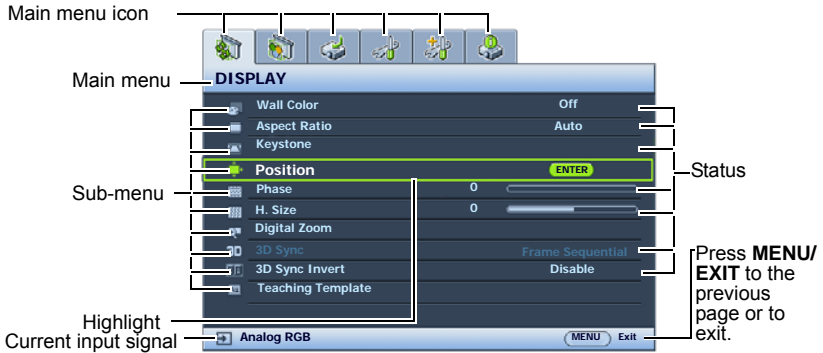 Main menu icon
Main menu
DISPLAY
Wall Color Off
Aspect Ratio Auto
Keystone
Position ENTER
Phase 0
H. Size 0
Digital Zoom
3D 3D Sync Frame Sequential
3D Sync Invert Disable
Teaching Template
Analog RGB MENU Exit
Sub-menu
Status
Highlight
Current input signal
Press MENU/
EXIT to the
previous
page or to
exit.